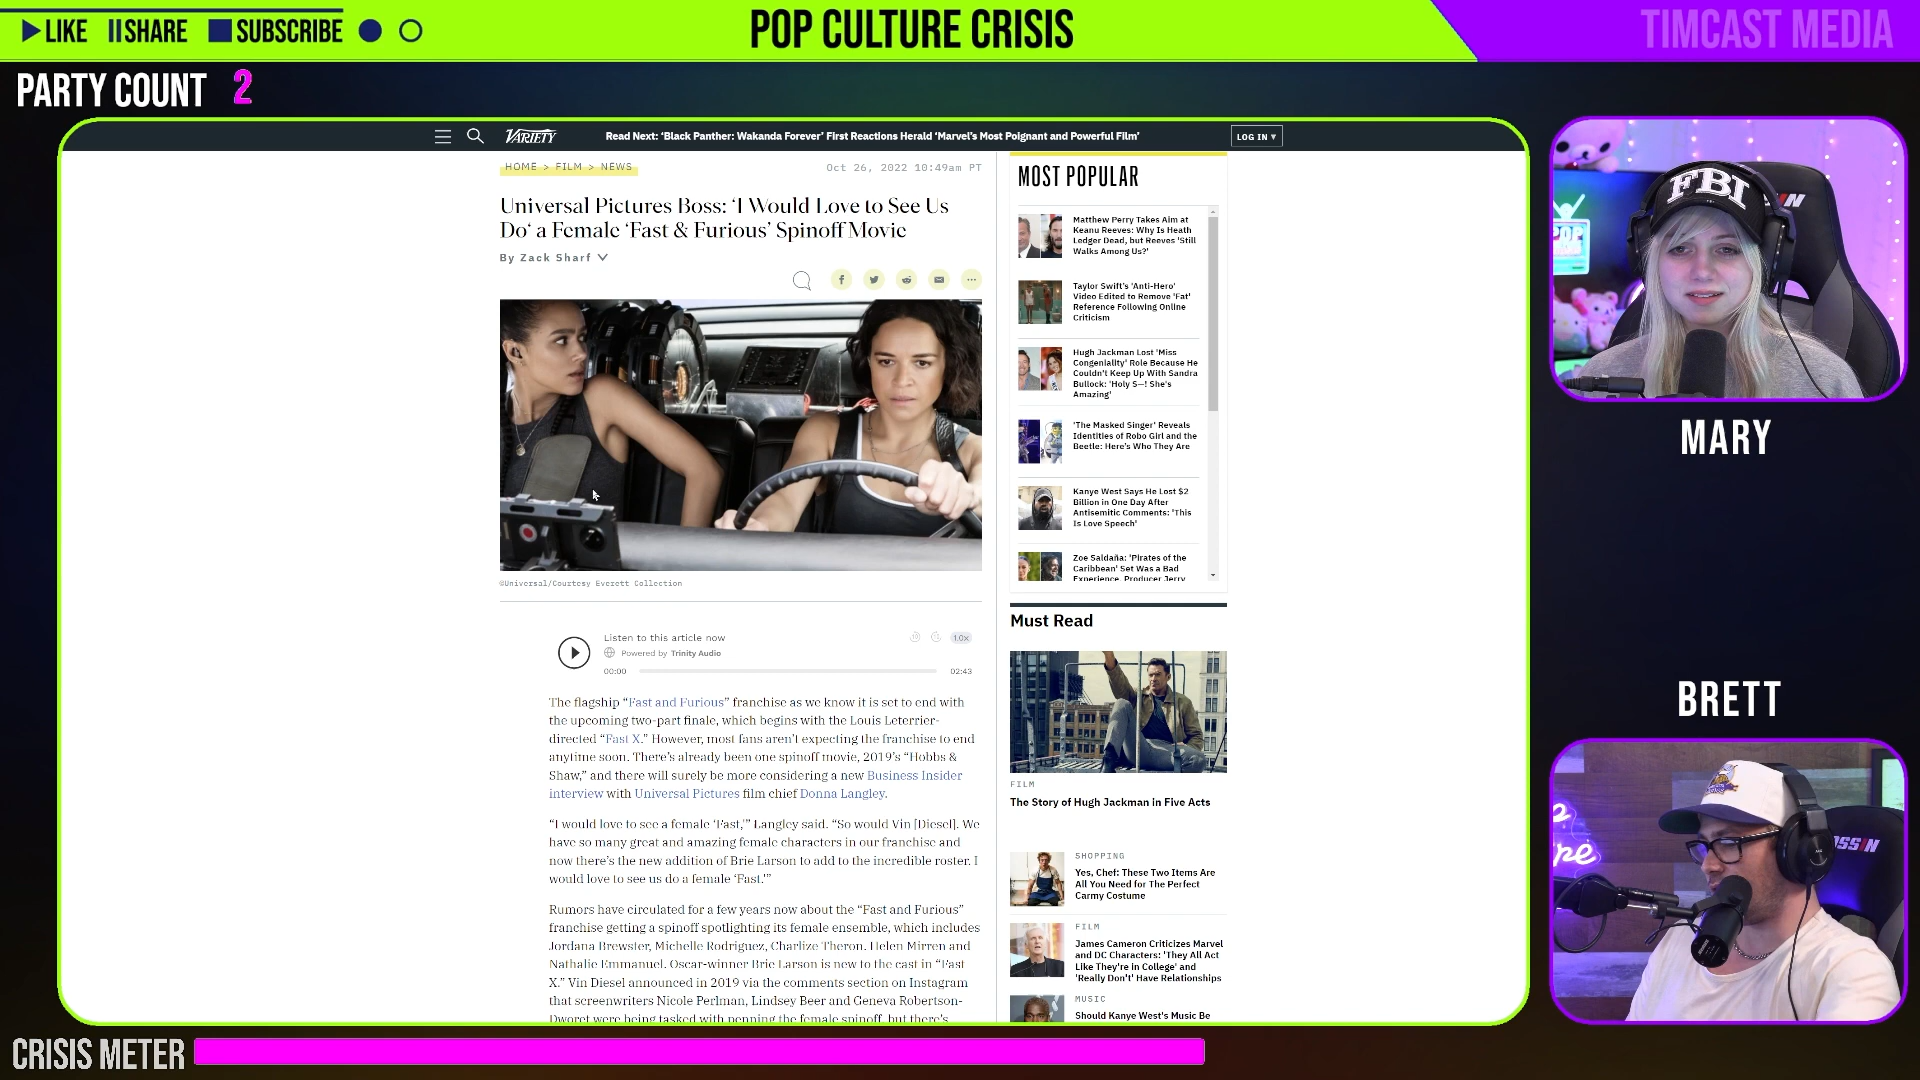 LIKE SHARE SUBSCRIBE
POP CULTURE CRISIS
TIMCAST MEDIA
PARTY COUNT 2
VARIETY
Read Next: ‘Black Panther: Wakanda Forever’ First Reactions Herald ‘Marvel’s Most Poignant and Powerful Film’
LOG IN ▾
HOME > FILM > NEWS
Oct 26, 2022 10:49am PT
Universal Pictures Boss: ‘I Would Love to See Us
Do‘ a Female ‘Fast & Furious’ Spinoff Movie
By Zack Sharf
©Universal/Courtesy Everett Collection
Listen to this article now
Powered by Trinity Audio
1.0x
00:00
02:43
The flagship “Fast and Furious” franchise as we know it is set to end with
the upcoming two-part finale, which begins with the Louis Leterrier-
directed “Fast X.” However, most fans aren’t expecting the franchise to end
anytime soon. There’s already been one spinoff movie, 2019’s “Hobbs &
Shaw,” and there will surely be more considering a new Business Insider
interview with Universal Pictures film chief Donna Langley.
“I would love to see a female ‘Fast,’” Langley said. “So would Vin [Diesel]. We
have so many great and amazing female characters in our franchise and
now there’s the new addition of Brie Larson to add to the incredible roster. I
would love to see us do a female ‘Fast.’”
Rumors have circulated for a few years now about the “Fast and Furious”
franchise getting a spinoff spotlighting its female ensemble, which includes
Jordana Brewster, Michelle Rodriguez, Charlize Theron. Helen Mirren and
Nathalie Emmanuel. Oscar-winner Brie Larson is new to the cast in “Fast
X.” Vin Diesel announced in 2019 via the comments section on Instagram
that screenwriters Nicole Perlman, Lindsey Beer and Geneva Robertson-
Dworet were being tasked with penning the female spinoff, but there’s
MOST POPULAR
Matthew Perry Takes Aim at
Keanu Reeves: Why Is Heath
Ledger Dead, but Reeves 'Still
Walks Among Us?'
Taylor Swift's 'Anti-Hero'
Video Edited to Remove 'Fat'
Reference Following Online
Criticism
Hugh Jackman Lost 'Miss
Congeniality' Role Because He
Couldn't Keep Up With Sandra
Bullock: 'Holy S—! She's
Amazing'
'The Masked Singer' Reveals
Identities of Robo Girl and the
Beetle: Here's Who They Are
Kanye West Says He Lost $2
Billion in One Day After
Antisemitic Comments: 'This
Is Love Speech'
Zoe Saldaña: 'Pirates of the
Caribbean' Set Was a Bad
Experience, Producer Jerry
Must Read
FILM
The Story of Hugh Jackman in Five Acts
SHOPPING
Yes, Chef: These Two Items Are
All You Need for The Perfect
Carmy Costume
FILM
James Cameron Criticizes Marvel
and DC Characters: 'They All Act
Like They're in College' and
'Really Don't' Have Relationships
MUSIC
Should Kanye West's Music Be
FBI
POP
MARY
BRETT
CRISIS METER